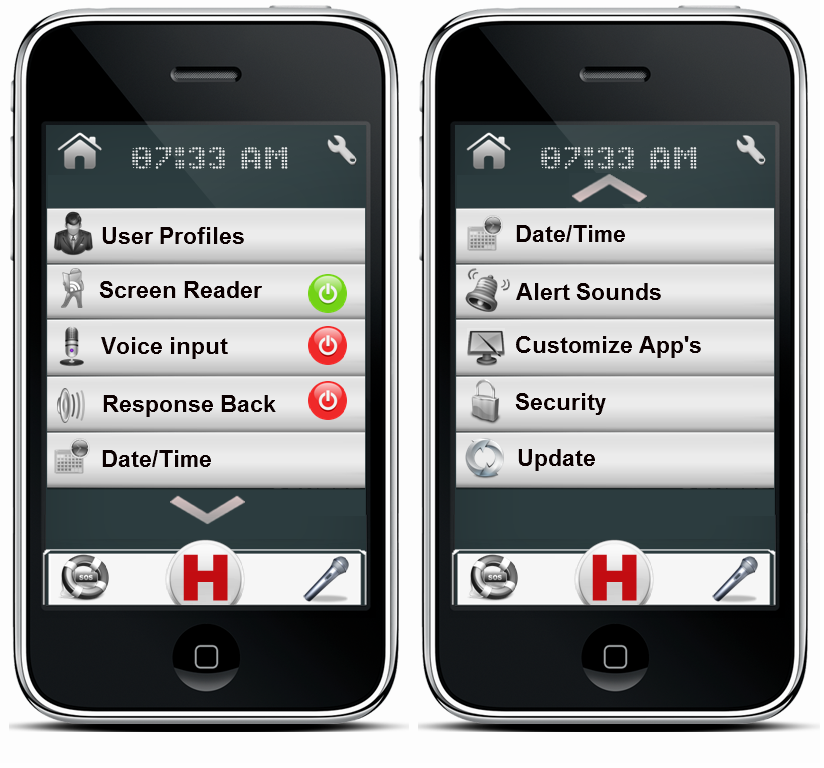 07:33 AM
User Profiles
Screen Reader
Voice input
Response Back
Date/Time
SOS
H
07:33 AM
Date/Time
Alert Sounds
Customize App's
Security
Update
SOS
H